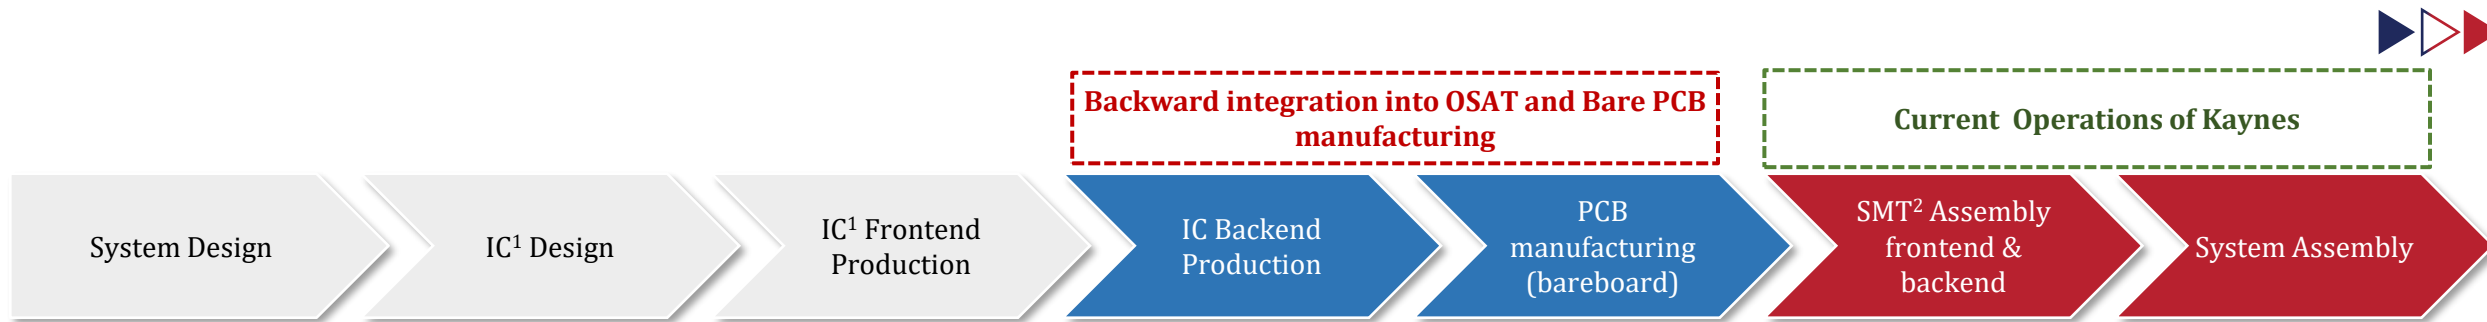 Backward integration into OSAT and Bare PCB
manufacturing
Current Operations of Kaynes
System Design
IC¹ Design
IC¹ Frontend
Production
IC Backend
Production
PCB
manufacturing
(bareboard)
SMT² Assembly
frontend &
backend
System Assembly